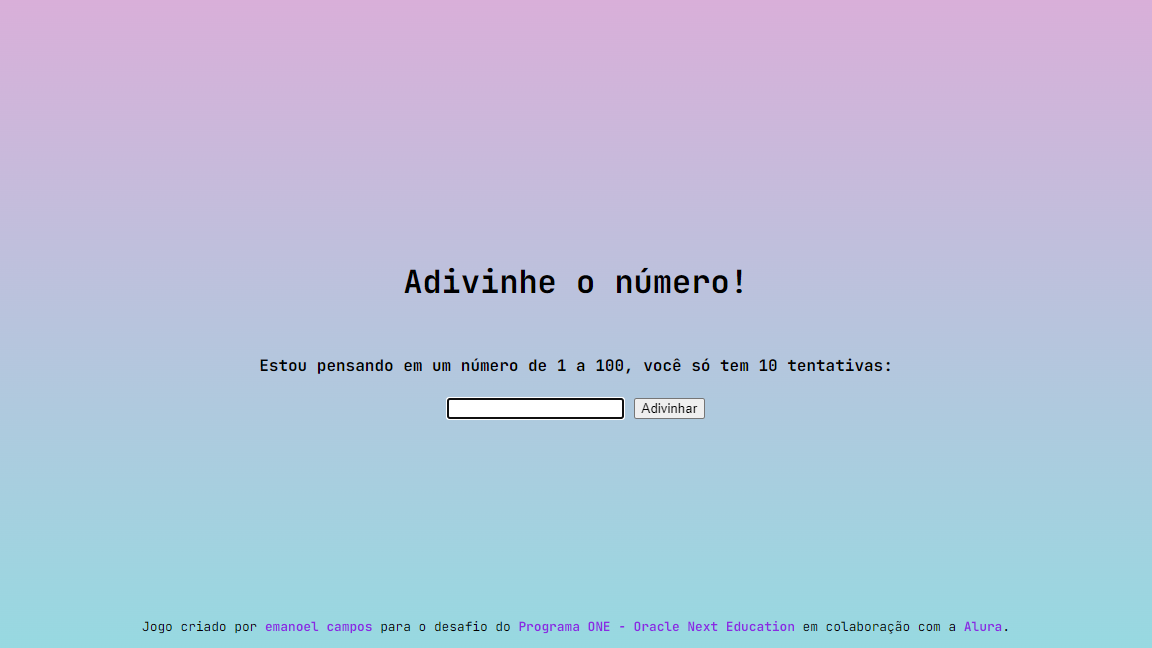 Adivinhe o número!
Estou pensando em um número de 1 a 100, você só tem 10 tentativas:
Adivinhar
Jogo criado por emanoel campos para o desafio do Programa ONE - Oracle Next Education em colaboração com a Alura.